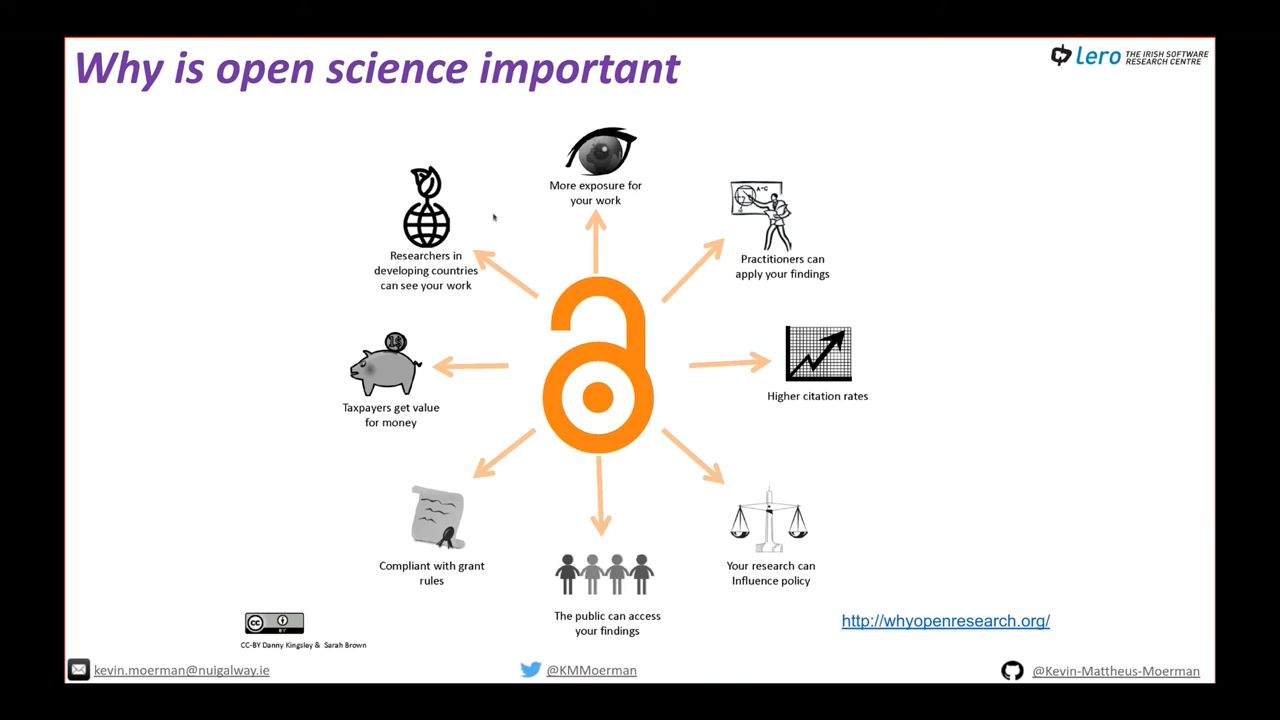 Why is open science important
lero THE IRISH SOFTWARE
RESEARCH CENTRE
More exposure for
your work
Researchers in
developing countries
can see your work
A-C
Practitioners can
apply your findings
Taxpayers get value
for money
Higher citation rates
Compliant with grant
rules
The public can access
your findings
Your research can
Influence policy
cc
BY
CC-BY Danny Kingsley & Sarah Brown
http://whyopenresearch.org/
kevin.moerman@nuigalway.ie
@KMMoerman
@Kevin-Mattheus-Moerman